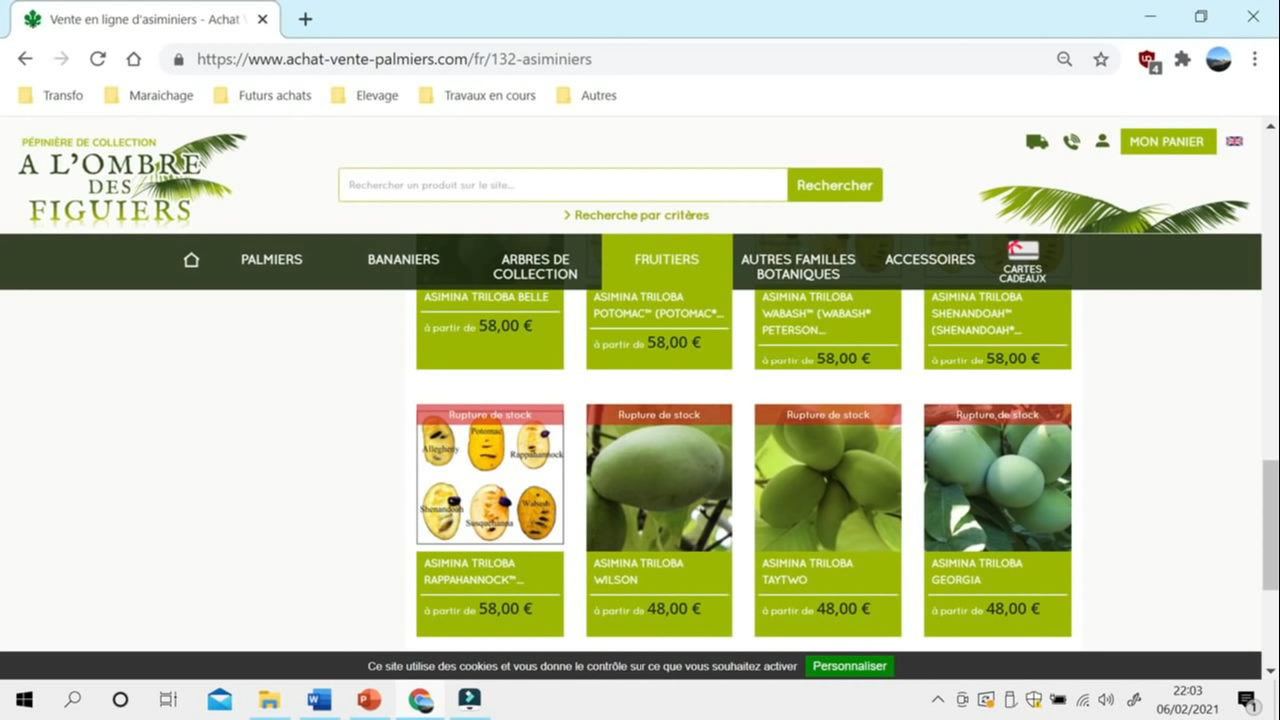 Vente en ligne d'asiminiers - Achat
https://www.achat-vente-palmiers.com/fr/132-asiminiers
4
Transfo
Maraichage
Futurs achats
Elevage
Travaux en cours
Autres
PÉPINIÈRE DE COLLECTION
A L'OMBRE
DES
FIGUIERS
Rechercher un produit sur le site...
Rechercher
> Recherche par critères
MON PANIER
PALMIERS
BANANIERS
ARBRES DE
COLLECTION
FRUITIERS
AUTRES FAMILLES
BOTANIQUES
ACCESSOIRES
CARTES
CADEAUX
ASIMINA TRILOBA BELLE
à partir de 58,00 €
ASIMINA TRILOBA
POTOMAC™ (POTOMAC®...
à partir de 58,00 €
ASIMINA TRILOBA
WABASH™ (WABASH®
PETERSON...
à partir de 58,00 €
ASIMINA TRILOBA
SHENANDOAH™
(SHENANDOAH®...
à partir de 58,00 €
Rupture de stock
Allegheny
Potomac
Rappahannock
Shenandoah
Susquehanna
Wabash
ASIMINA TRILOBA
RAPPAHANNOCK™...
à partir de 58,00 €
Rupture de stock
ASIMINA TRILOBA
WILSON
à partir de 48,00 €
Rupture de stock
ASIMINA TRILOBA
TAYTWO
à partir de 48,00 €
Rupture de stock
ASIMINA TRILOBA
GEORGIA
à partir de 48,00 €
Ce site utilise des cookies et vous donne le contrôle sur ce que vous souhaitez activer
Personnaliser
22:03
06/02/2021
1